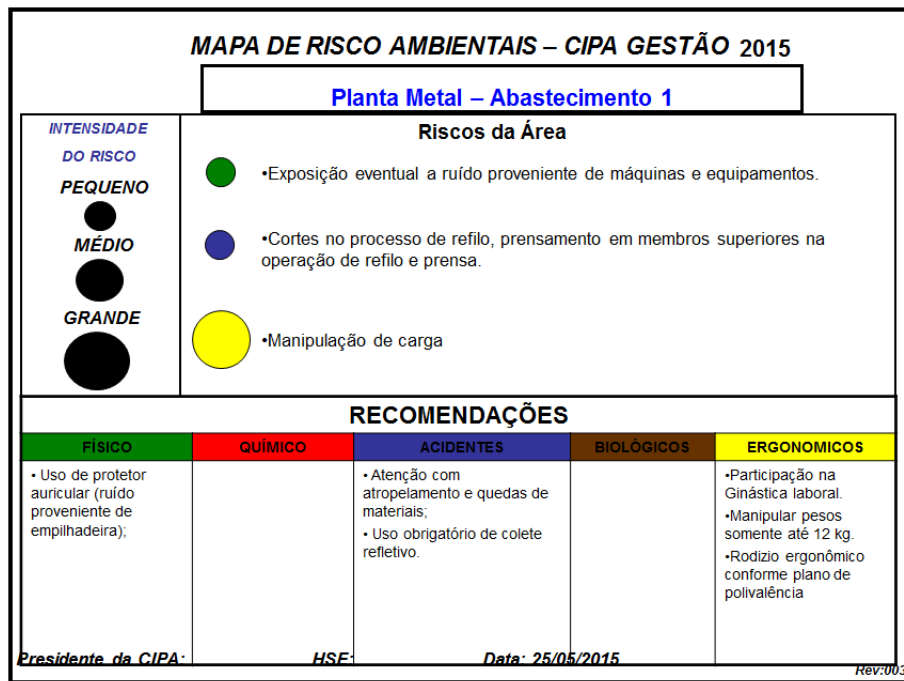 MAPA DE RISCO AMBIENTAIS – CIPA GESTÃO 2015
Planta Metal – Abastecimento 1
INTENSIDADE
DO RISCO
PEQUENO
MÉDIO
GRANDE
Riscos da Área
•Exposição eventual a ruído proveniente de máquinas e equipamentos.
•Cortes no processo de refilo, prensamento em membros superiores na
operação de refilo e prensa.
•Manipulação de carga
RECOMENDAÇÕES
FÍSICO
• Uso de protetor
auricular (ruído
proveniente de
empilhadeira);
QUÍMICO
ACIDENTES
• Atenção com
atropelamento e quedas de
materiais;
• Uso obrigatório de colete
refletivo.
BIOLÓGICOS
ERGONOMICOS
•Participação na
Ginástica laboral.
•Manipular pesos
somente até 12 kg.
•Rodizio ergonômico
conforme plano de
polivalência
Presidente da CIPA: HSE: Data: 25/05/2015
Rev:003